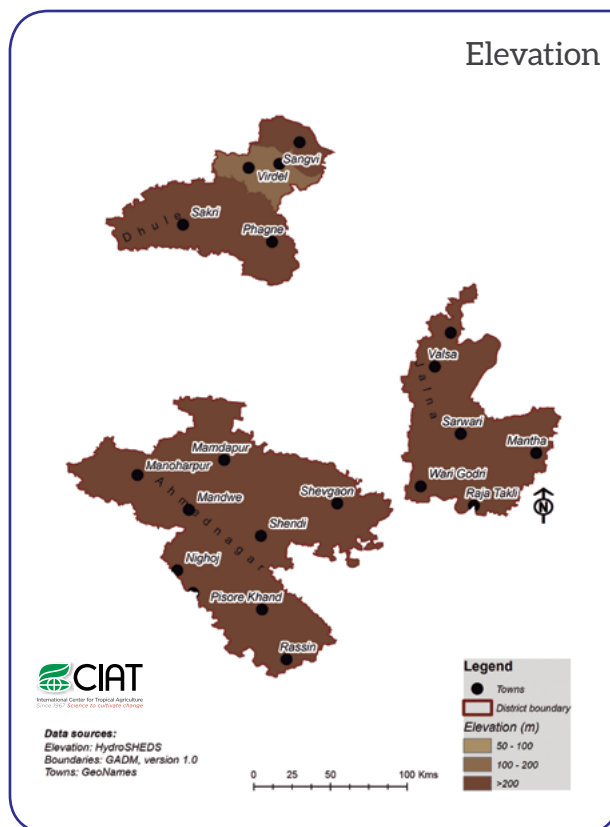 Elevation
Sangvi
Virdel
Sakri
Dhule
Phagne
Valsa
Jalna
Sarwari
Mantha
Mamdapur
Manoharpur
Wari Godri
Shevgaon
Raja Takli
Ahmednagar
Mandwe
N
Shendi
Nighoj
Pisore Khand
Rassin
CIAT
International Center for Tropical Agriculture
Since 1967 Science to cultivate change
Legend
Towns
District boundary
Elevation (m)
50 - 100
100 - 200
>200
Data sources:
Elevation: HydroSHEDS
Boundaries: GADM, version 1.0
Towns: GeoNames
0 25 50 100 Kms